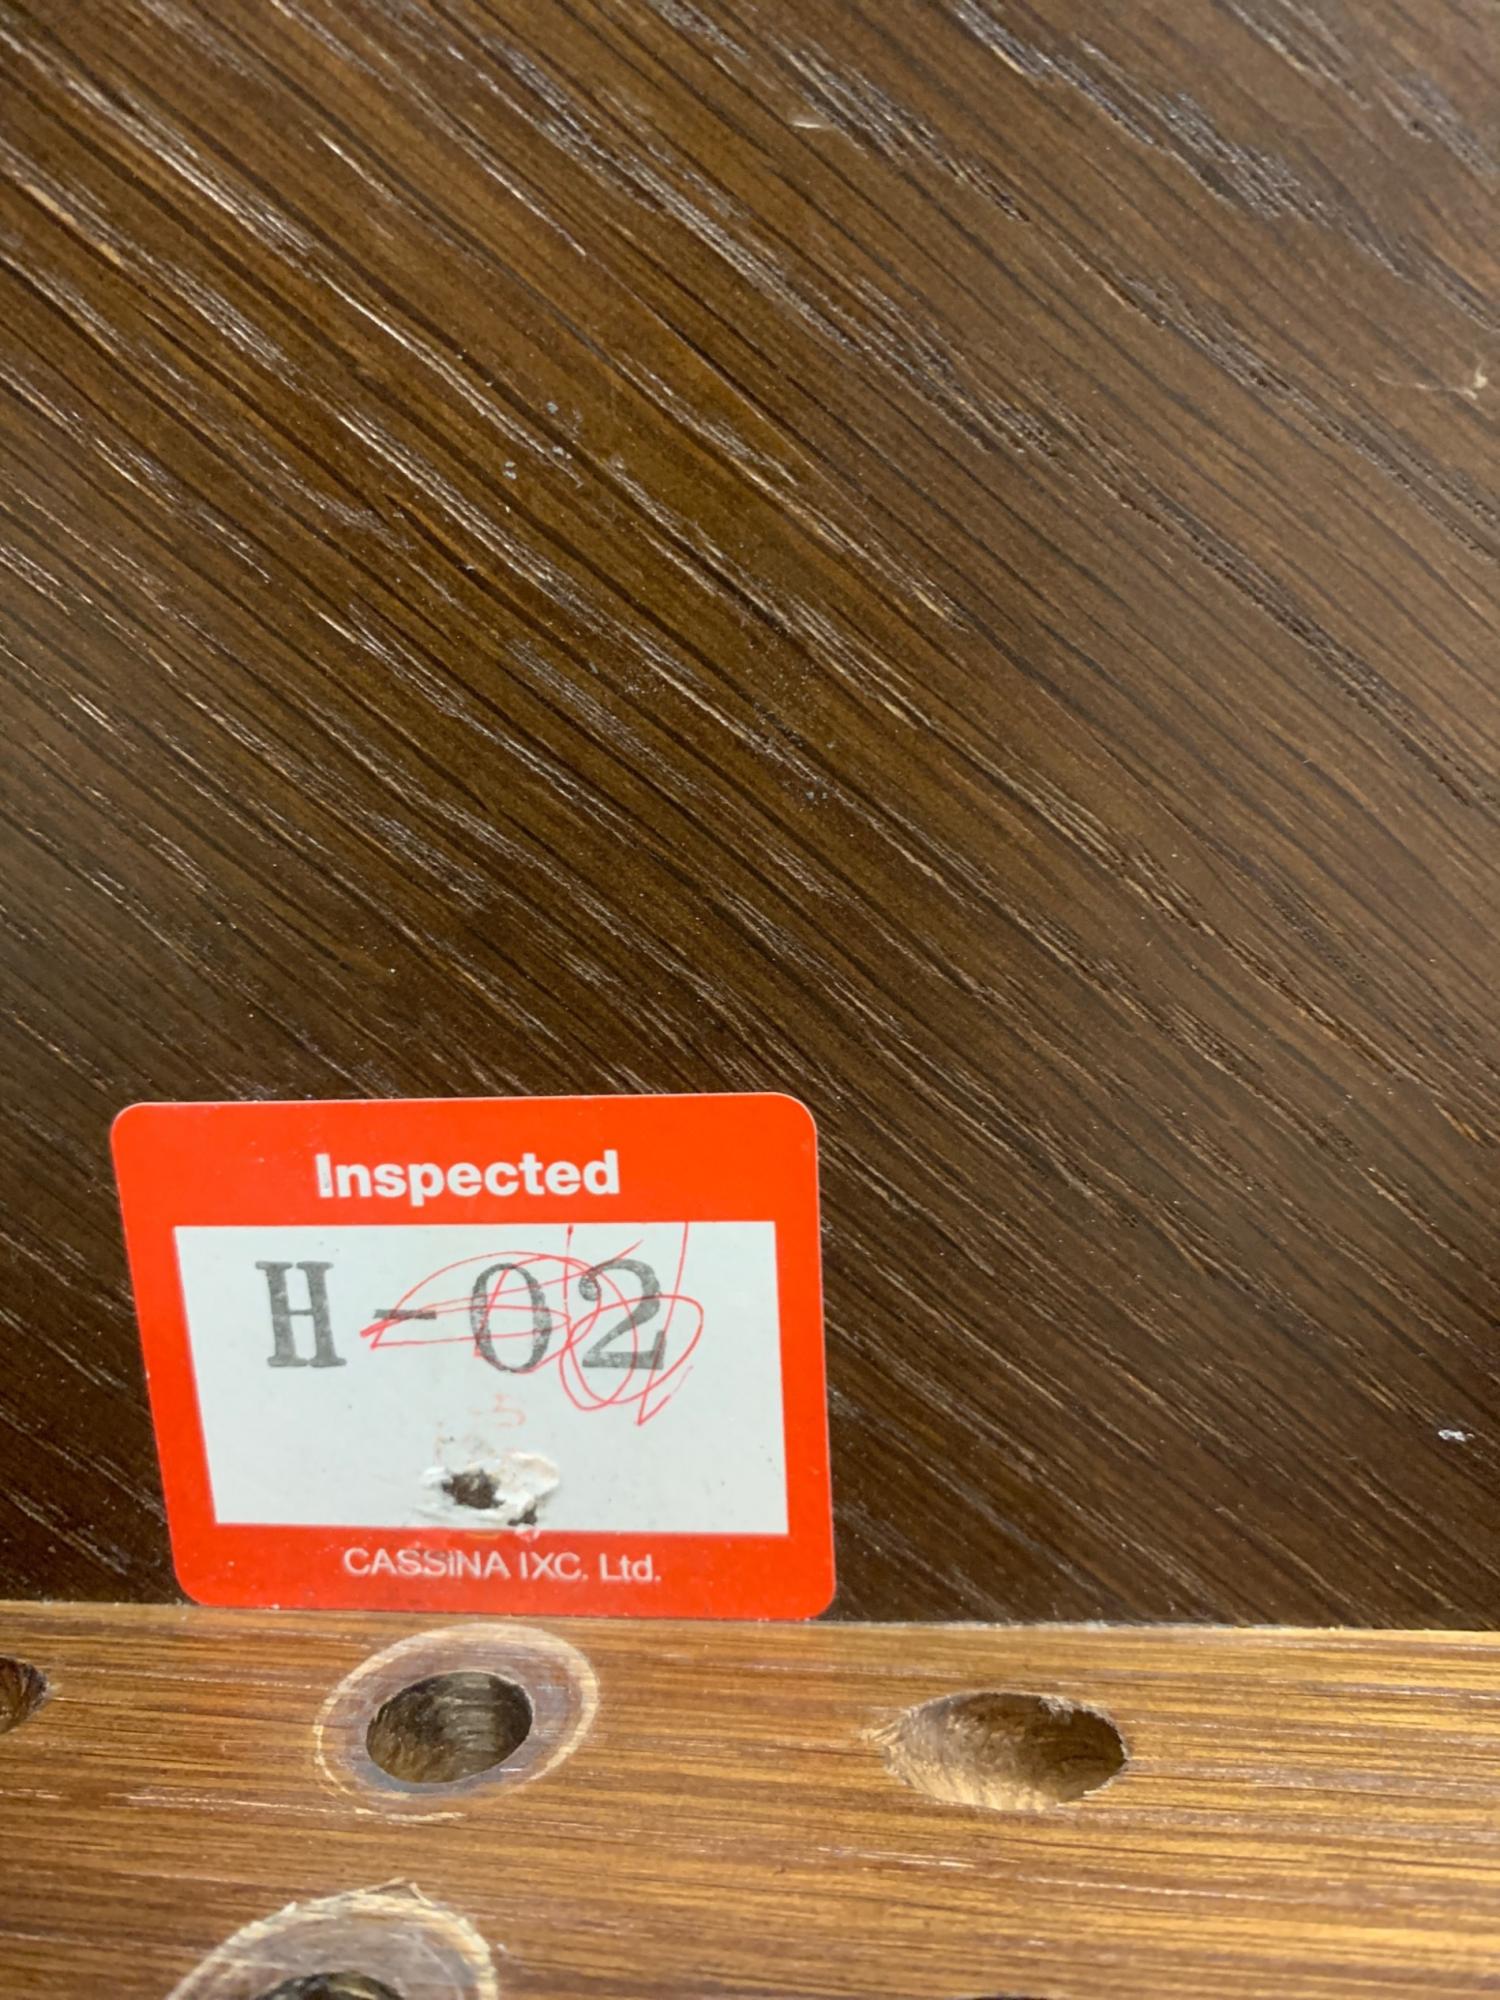 Inspected
H-02
CASSINA IXC. Ltd.